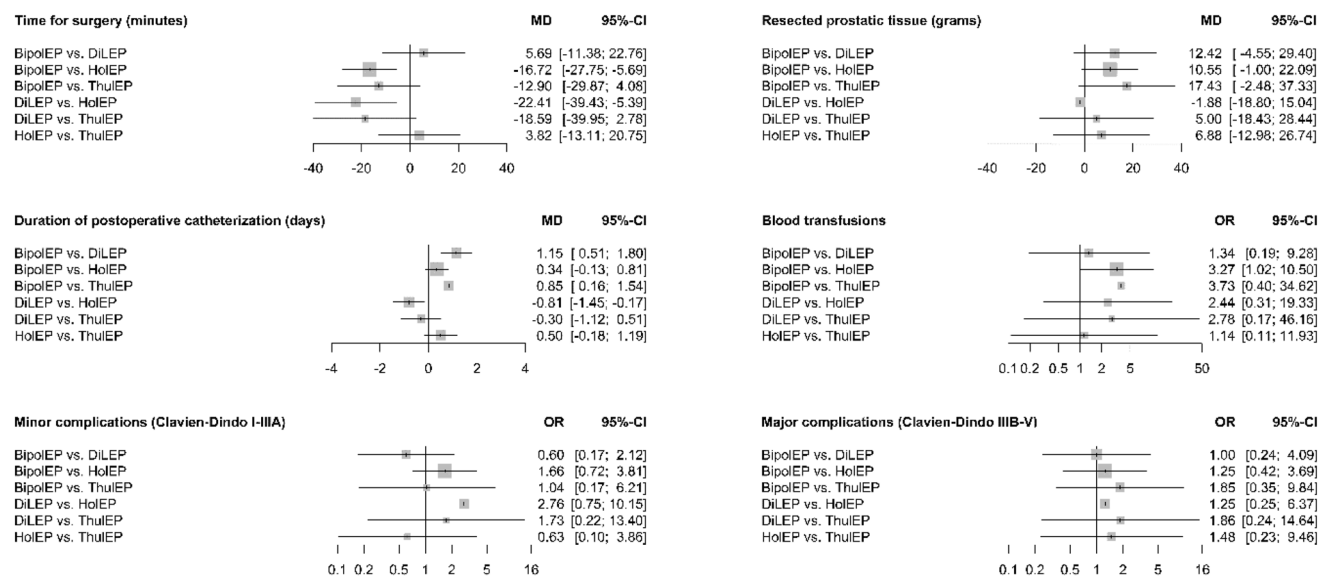 Time for surgery (minutes) MD 95%-CI
BipolEP vs. DiLEP 5.69 [-11.38; 22.76]
BipolEP vs. HolEP -16.72 [-27.75; -5.69]
BipolEP vs. ThulEP -12.90 [-29.87; 4.08]
DiLEP vs. HolEP -22.41 [-39.43; -5.39]
DiLEP vs. ThulEP -18.59 [-39.95; 2.78]
HolEP vs. ThulEP 3.82 [-13.11; 20.75]
-40 -20 0 20 40
Resected prostatic tissue (grams) MD 95%-CI
BipolEP vs. DiLEP 12.42 [ -4.55; 29.40]
BipolEP vs. HolEP 10.55 [ -1.00; 22.09]
BipolEP vs. ThulEP 17.43 [ -2.48; 37.33]
DiLEP vs. HolEP -1.88 [-18.80; 15.04]
DiLEP vs. ThulEP 5.00 [-18.43; 28.44]
HolEP vs. ThulEP 6.88 [-12.98; 26.74]
-40 -20 0 20 40
Duration of postoperative catheterization (days) MD 95%-CI
BipolEP vs. DiLEP 1.15 [ 0.51; 1.80]
BipolEP vs. HolEP 0.34 [-0.13; 0.81]
BipolEP vs. ThulEP 0.85 [ 0.16; 1.54]
DiLEP vs. HolEP -0.81 [-1.45; -0.17]
DiLEP vs. ThulEP -0.30 [-1.12; 0.51]
HolEP vs. ThulEP 0.50 [-0.18; 1.19]
-4 -2 0 2 4
Blood transfusions OR 95%-CI
BipolEP vs. DiLEP 1.34 [0.19; 9.28]
BipolEP vs. HolEP 3.27 [1.02; 10.50]
BipolEP vs. ThulEP 3.73 [0.40; 34.62]
DiLEP vs. HolEP 2.44 [0.31; 19.33]
DiLEP vs. ThulEP 2.78 [0.17; 46.16]
HolEP vs. ThulEP 1.14 [0.11; 11.93]
0.1 0.2 0.5 1 2 5 50
Minor complications (Clavien-Dindo I-IIIA) OR 95%-CI
BipolEP vs. DiLEP 0.60 [0.17; 2.12]
BipolEP vs. HolEP 1.66 [0.72; 3.81]
BipolEP vs. ThulEP 1.04 [0.17; 6.21]
DiLEP vs. HolEP 2.76 [0.75; 10.15]
DiLEP vs. ThulEP 1.73 [0.22; 13.40]
HolEP vs. ThulEP 0.63 [0.10; 3.86]
0.1 0.2 0.5 1 2 5 16
Major complications (Clavien-Dindo IIIB-V) OR 95%-CI
BipolEP vs. DiLEP 1.00 [0.24; 4.09]
BipolEP vs. HolEP 1.25 [0.42; 3.69]
BipolEP vs. ThulEP 1.85 [0.35; 9.84]
DiLEP vs. HolEP 1.25 [0.25; 6.37]
DiLEP vs. ThulEP 1.86 [0.24; 14.64]
HolEP vs. ThulEP 1.48 [0.23; 9.46]
0.1 0.2 0.5 1 2 5 16